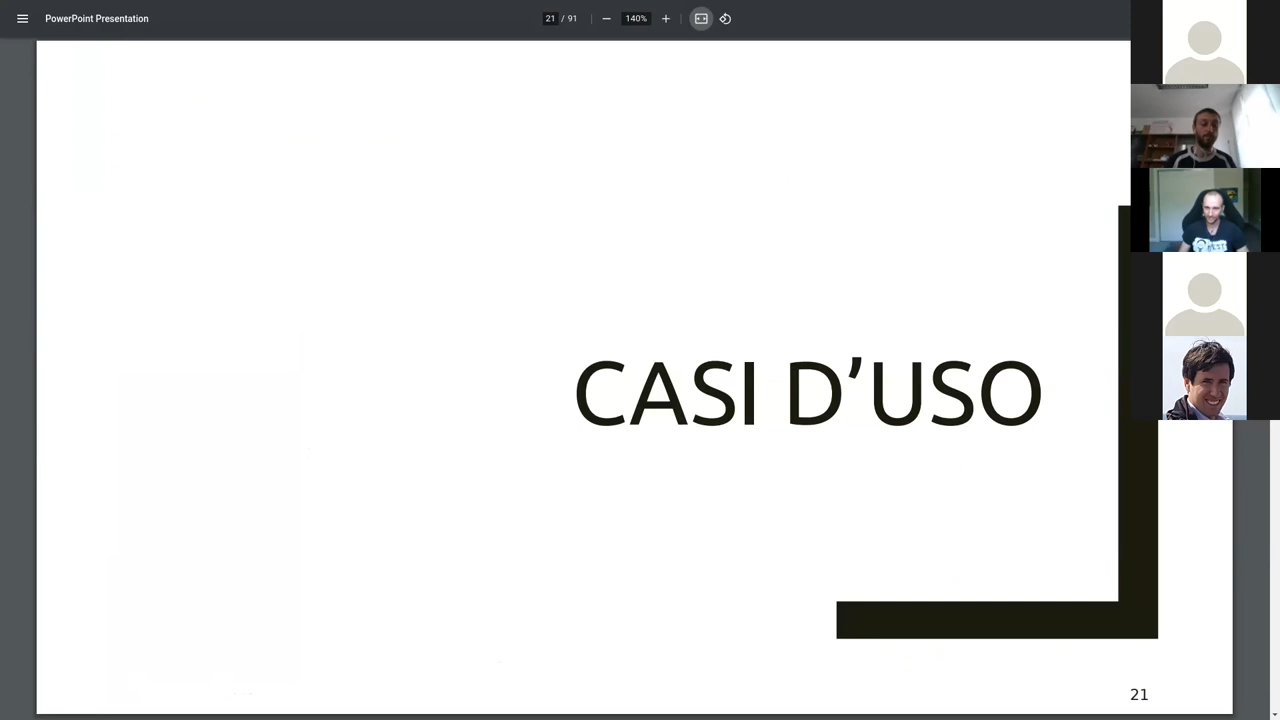 PowerPoint Presentation
21 / 91
140%
CASI D’USO
21